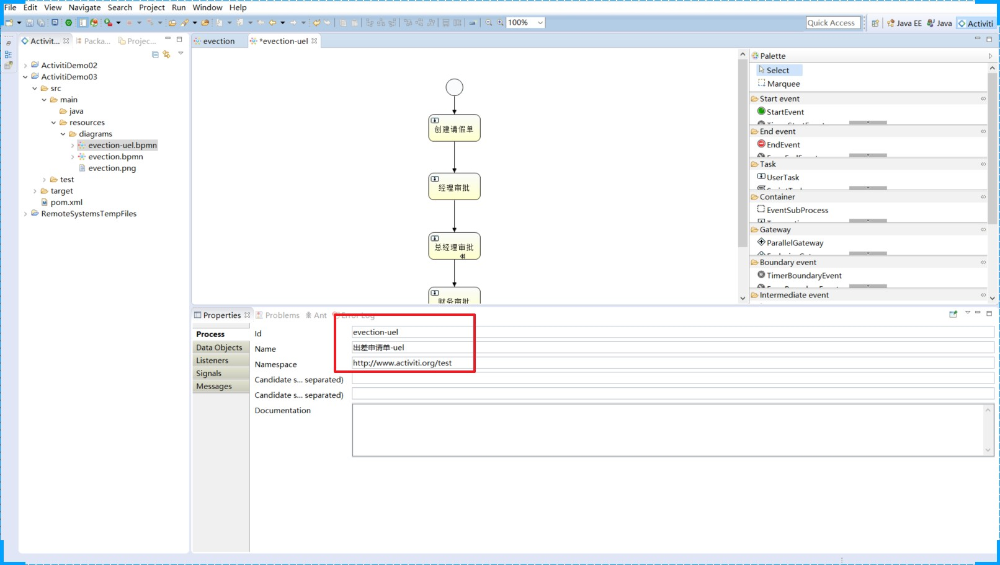 File Edit View Navigate Search Project Run Window Help
100%
Quick Access
Java EE
Java
Activiti
Activit...
Packa...
Projec...
evection
*evection-uel
ActivitiDemo02
ActivitiDemo03
src
main
java
resources
diagrams
evection-uel.bpmn
evection.bpmn
evection.png
test
target
pom.xml
RemoteSystemsTempFiles
创建请假单
经理审批
总经理审批
财务审批
Palette
Select
Marquee
Start event
StartEvent
End event
EndEvent
Task
UserTask
Container
EventSubProcess
Gateway
ParallelGateway
Boundary event
TimerBoundaryEvent
Intermediate event
Properties
Problems
Ant
Error Log
Process
Data Objects
Listeners
Signals
Messages
Id evection-uel
Name 出差申请单-uel
Namespace http://www.activiti.org/test
Candidate s... separated)
Candidate s... separated)
Documentation